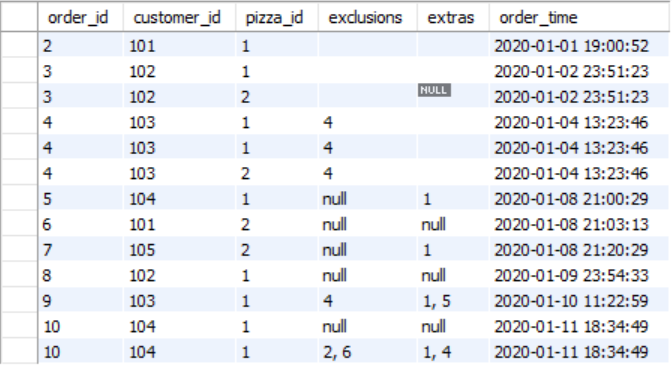 order_id customer_id pizza_id exclusions extras order_time
2 101 1 2020-01-01 19:00:52
3 102 1 2020-01-02 23:51:23
3 102 2 NULL 2020-01-02 23:51:23
4 103 1 4 2020-01-04 13:23:46
4 103 1 4 2020-01-04 13:23:46
4 103 2 4 2020-01-04 13:23:46
5 104 1 null 1 2020-01-08 21:00:29
6 101 2 null null 2020-01-08 21:03:13
7 105 2 null 1 2020-01-08 21:20:29
8 102 1 null null 2020-01-09 23:54:33
9 103 1 4 1, 5 2020-01-10 11:22:59
10 104 1 null null 2020-01-11 18:34:49
10 104 1 2, 6 1, 4 2020-01-11 18:34:49